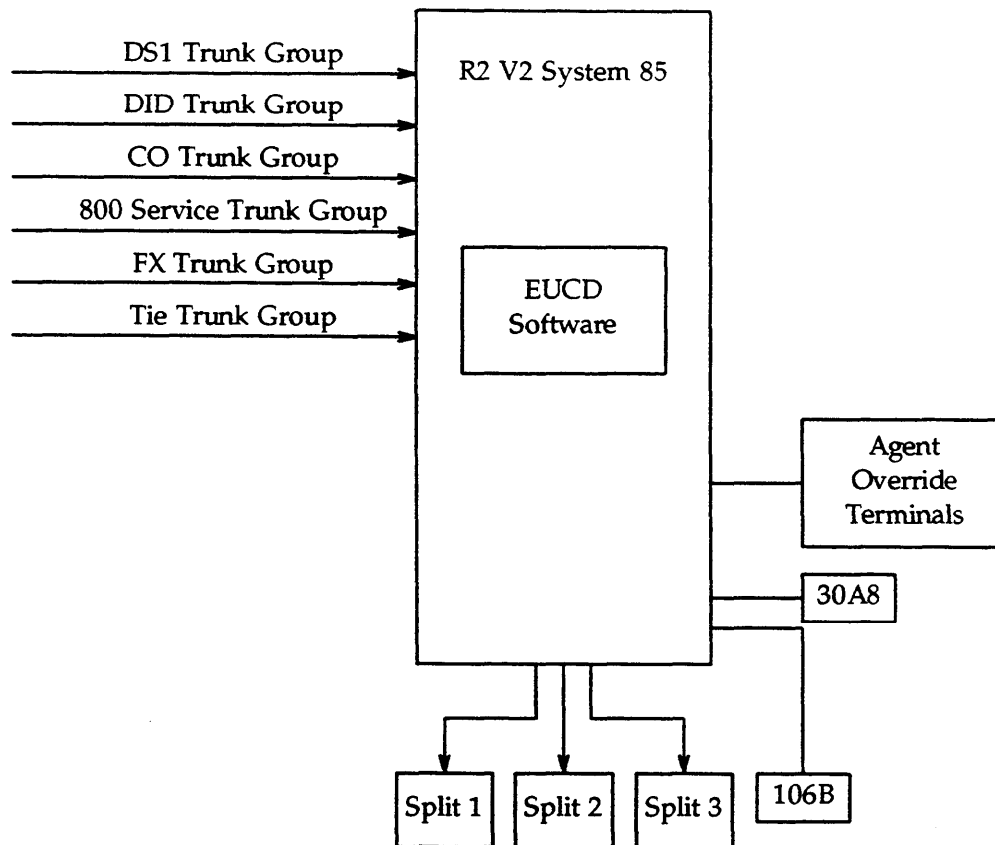 DS1 Trunk Group
DID Trunk Group
CO Trunk Group
800 Service Trunk Group
FX Trunk Group
Tie Trunk Group
R2 V2 System 85
EUCD
Software
Agent
Override
Terminals
30A8
106B
Split 1
Split 2
Split 3